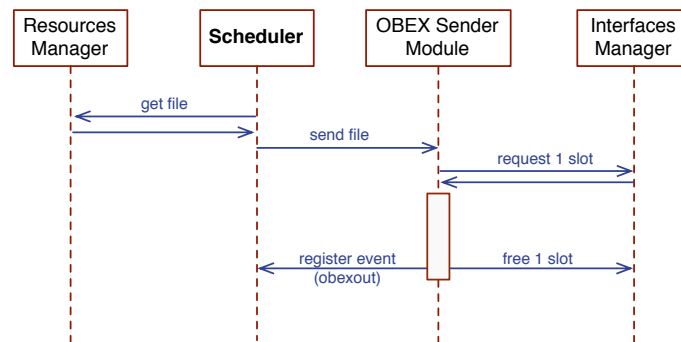 Resources
Manager
Scheduler
OBEX Sender
Module
Interfaces
Manager
get file
send file
request 1 slot
register event
(obexout)
free 1 slot